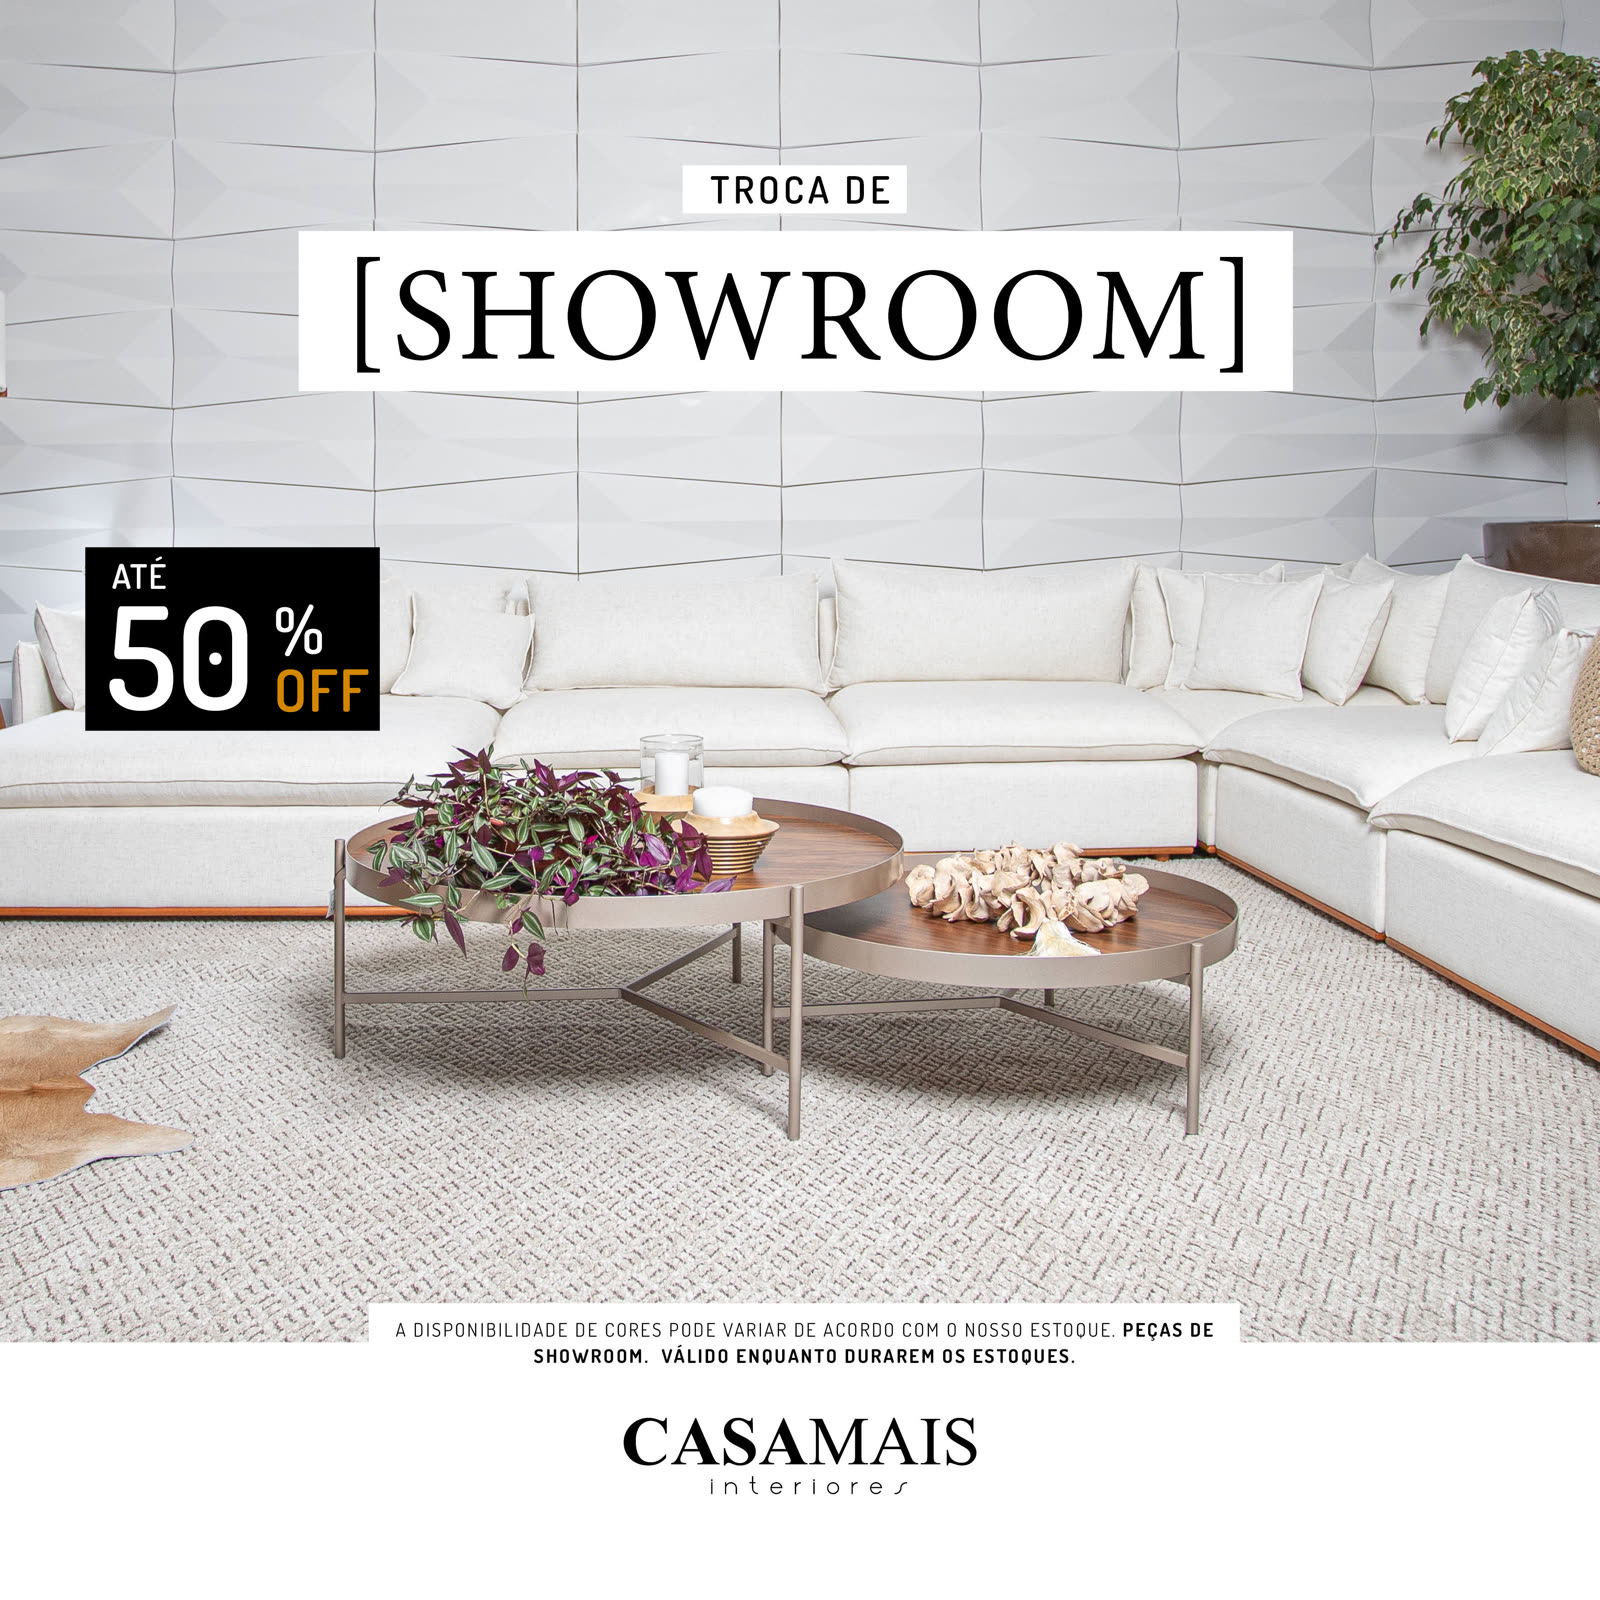 TROCA DE
[SHOWROOM]
ATÉ
50 %
OFF
A DISPONIBILIDADE DE CORES PODE VARIAR DE ACORDO COM O NOSSO ESTOQUE. PEÇAS DE
SHOWROOM. VÁLIDO ENQUANTO DURAREM OS ESTOQUES.
CASAMAIS
interiores